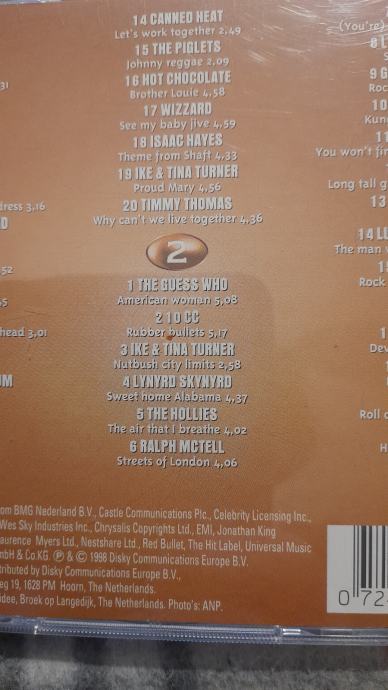 14 CANNED HEAT
Let's work together 2,49
15 THE PIGLETS
Johnny reggae 2,09
16 HOT CHOCOLATE
Brother Louie 4,58
17 WIZZARD
See my baby jive 4,59
18 ISAAC HAYES
Theme from Shaft 4,33
19 IKE & TINA TURNER
Proud Mary 4,56
20 TIMMY THOMAS
Why can't we live together 4,36
2
1 THE GUESS WHO
American woman 5,08
2 10 CC
Rubber bullets 5,17
3 IKE & TINA TURNER
Nutbush city limits 2,58
4 LYNYRD SKYNYRD
Sweet home Alabama 4,37
5 THE HOLLIES
The air that I breathe 4,02
6 RALPH MCTELL
Streets of London 4,06
31
dress 3,16
D
52
45
head 3,01
UM
(You're)
8 L
S
9 G
Roc
10
Kung
11
You won't fin
Long tall g
13
14 LU
The man w
Rock
Dev
Roll o
H
om BMG Nederland B.V., Castle Communications Plc., Celebrity Licensing Inc.,
Wes Sky Industries Inc., Chrysalis Copyrights Ltd., EMI, Jonathan King
aurence Myers Ltd., Nestshare Ltd., Red Bullet, The Hit Label, Universal Music
mbH & Co.KG. ℗ & © 1998 Disky Communications Europe B.V.
tributed by Disky Communications Europe B.V.,
eg 19, 1628 PM Hoorn, The Netherlands.
idee, Broek op Langedijk, The Netherlands. Photo's: ANP.
0 724